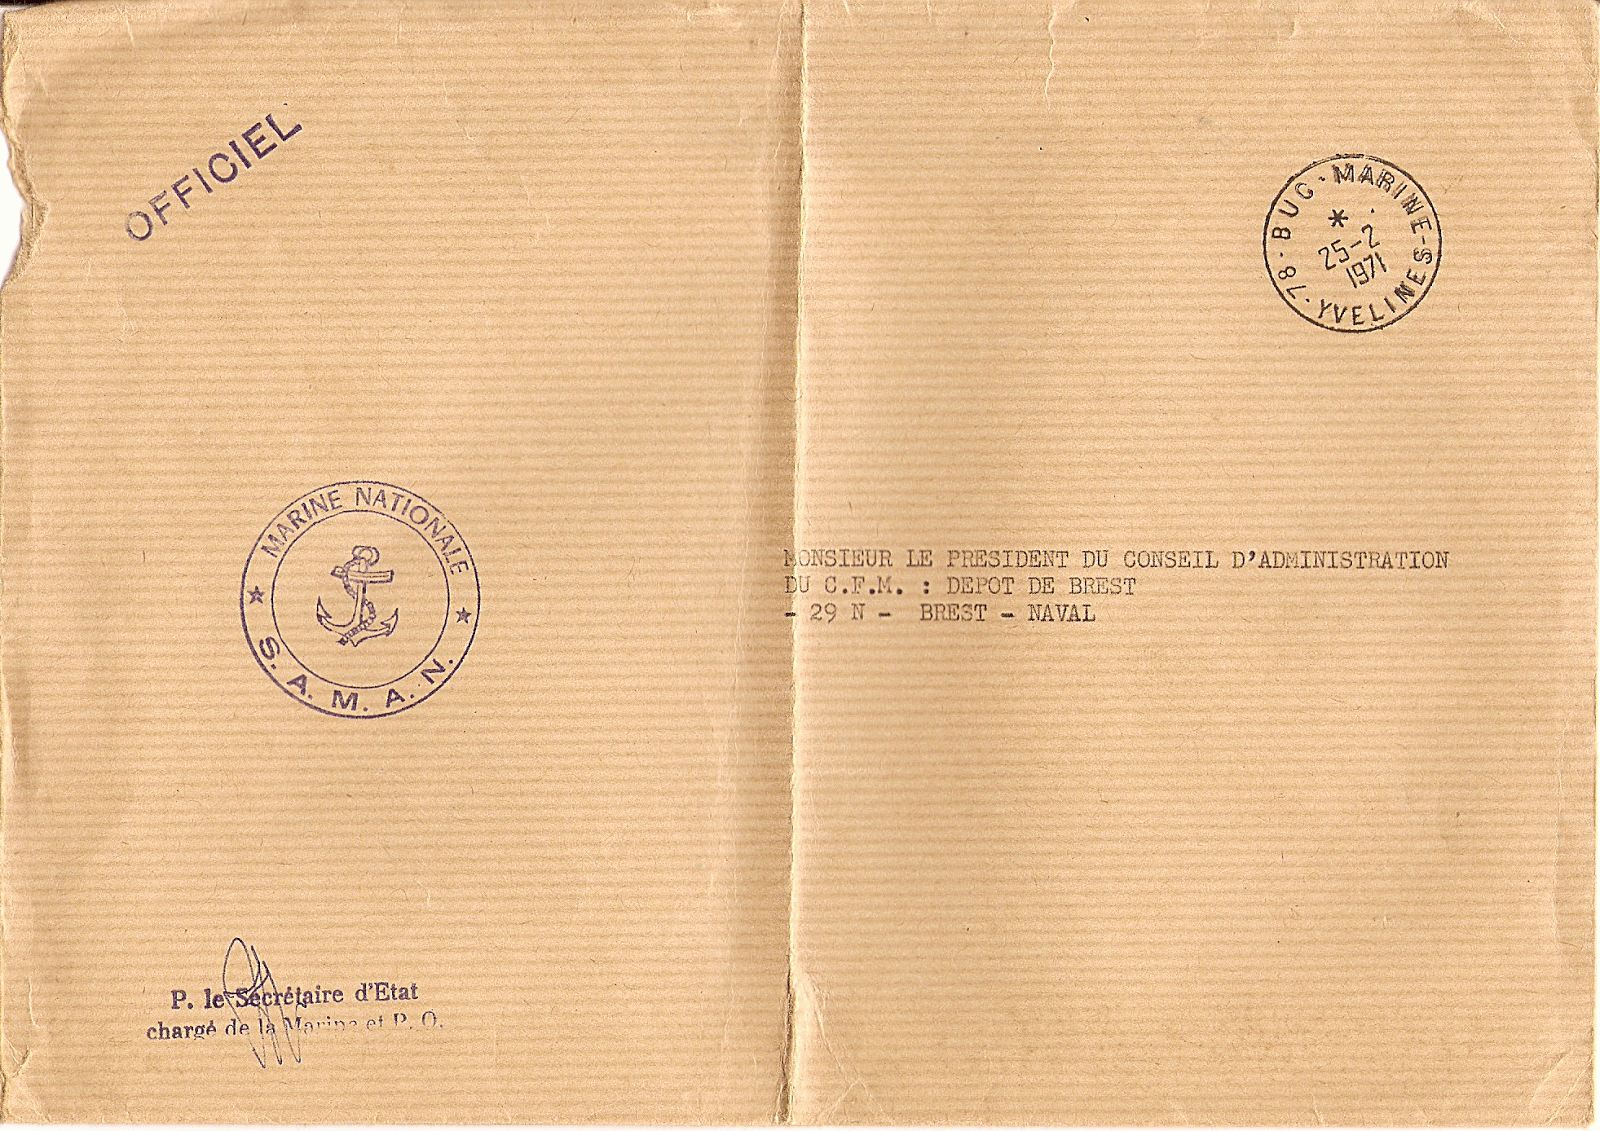 OFFICIEL
78 · BUC · MARINE - YVELINES
*
25-2
1971
MARINE NATIONALE
S. A. M. A. N.
MONSIEUR LE PRESIDENT DU CONSEIL D'ADMINISTRATION
DU C.F.M. : DEPOT DE BREST
- 29 N - BREST - NAVAL
P. le Secrétaire d'Etat
chargé de la Marine et P. O.